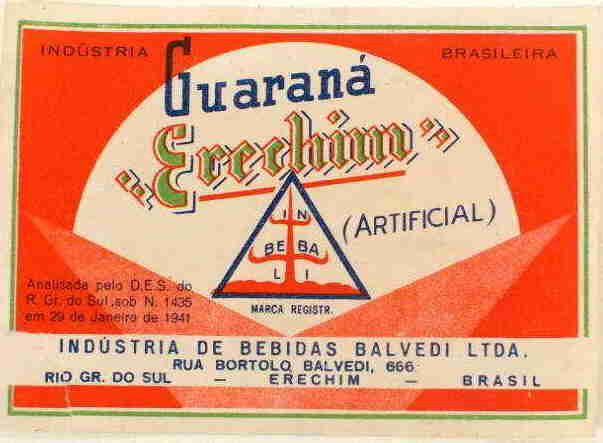 INDÚSTRIA BRASILEIRA
Guaraná
"Erechim"
(ARTIFICIAL)
IN
BEBA
LI
MARCA REGISTR.
Analisada pelo D.E.S. do
R. Gr. do Sul, sob N. 1435
em 29 de Janeiro de 1941
INDÚSTRIA DE BEBIDAS BALVEDI LTDA.
RUA BORTOLO BALVEDI, 666
RIO GR. DO SUL — ERECHIM — BRASIL